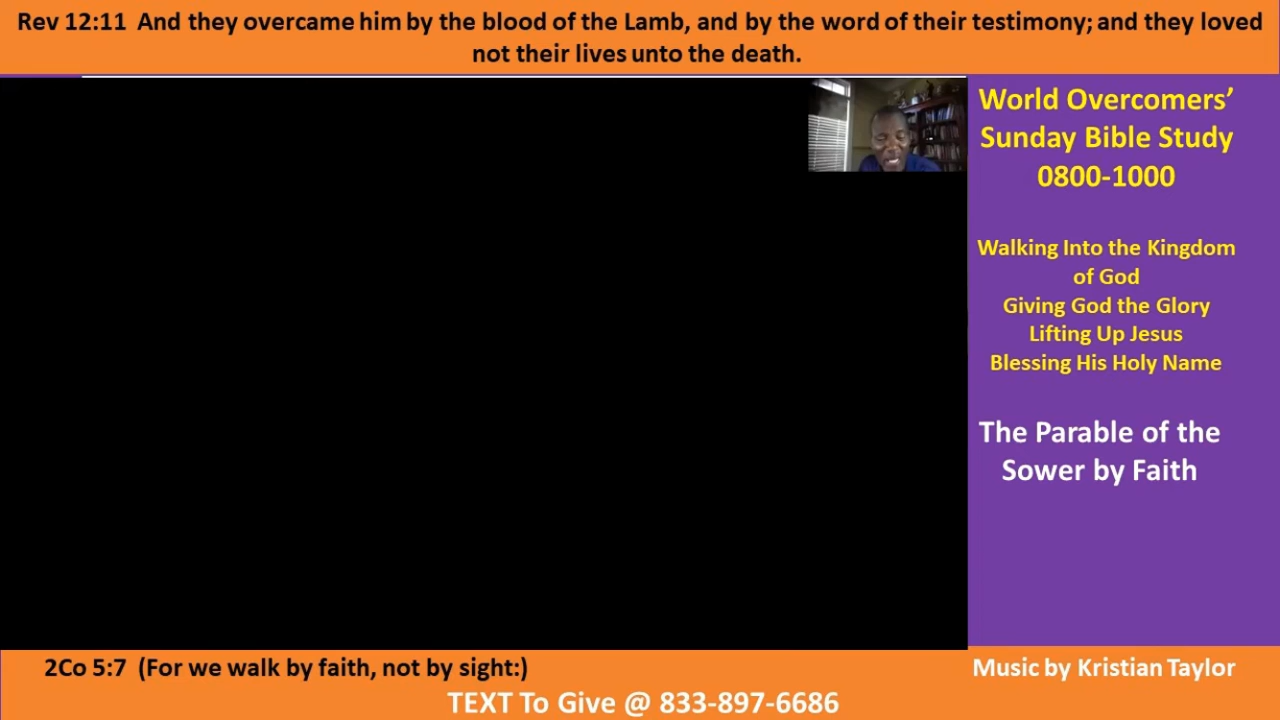 Rev 12:11  And they overcame him by the blood of the Lamb, and by the word of their testimony; and they loved
not their lives unto the death.
World Overcomers’
Sunday Bible Study
0800-1000
Walking Into the Kingdom
of God
Giving God the Glory
Lifting Up Jesus
Blessing His Holy Name
The Parable of the
Sower by Faith
2Co 5:7  (For we walk by faith, not by sight:)
Music by Kristian Taylor
TEXT To Give @ 833-897-6686